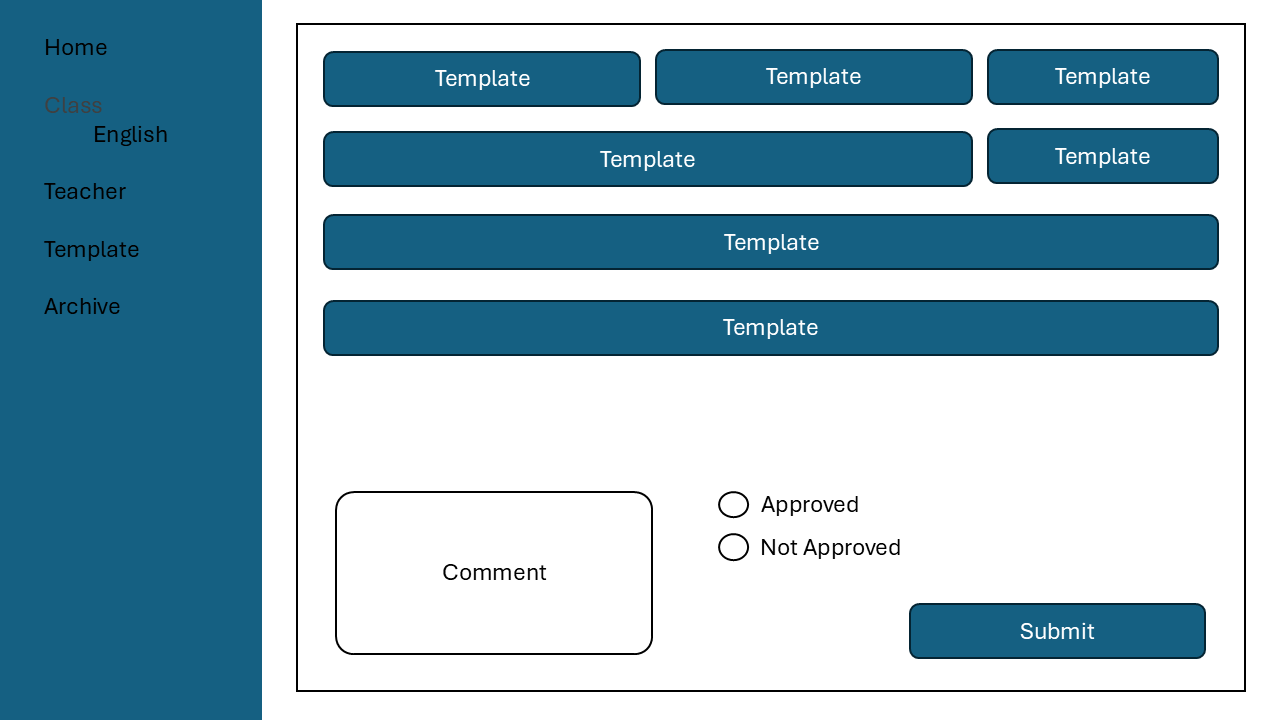 Home
Class
English
Teacher
Template
Archive
Template
Template
Template
Template
Template
Template
Template
Comment
Approved
Not Approved
Submit